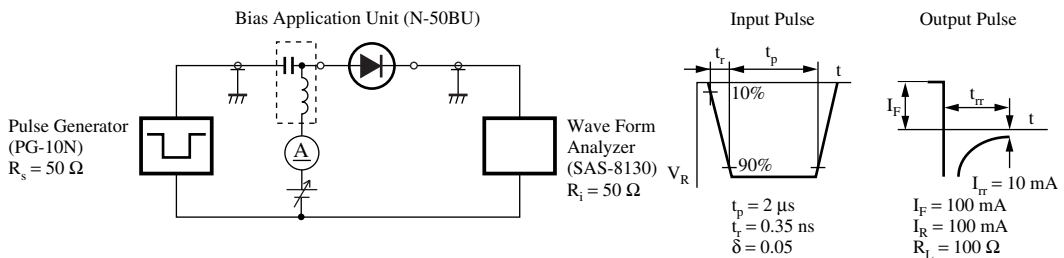 Bias Application Unit (N-50BU)
Pulse Generator
(PG-10N)
R_s = 50 Ω
A
Wave Form
Analyzer
(SAS-8130)
R_i = 50 Ω
Input Pulse
t_r
t_p
t
10%
90%
V_R
t_p = 2 μs
t_r = 0.35 ns
δ = 0.05
Output Pulse
I_F
t_rr
t
I_rr = 10 mA
I_F = 100 mA
I_R = 100 mA
R_L = 100 Ω